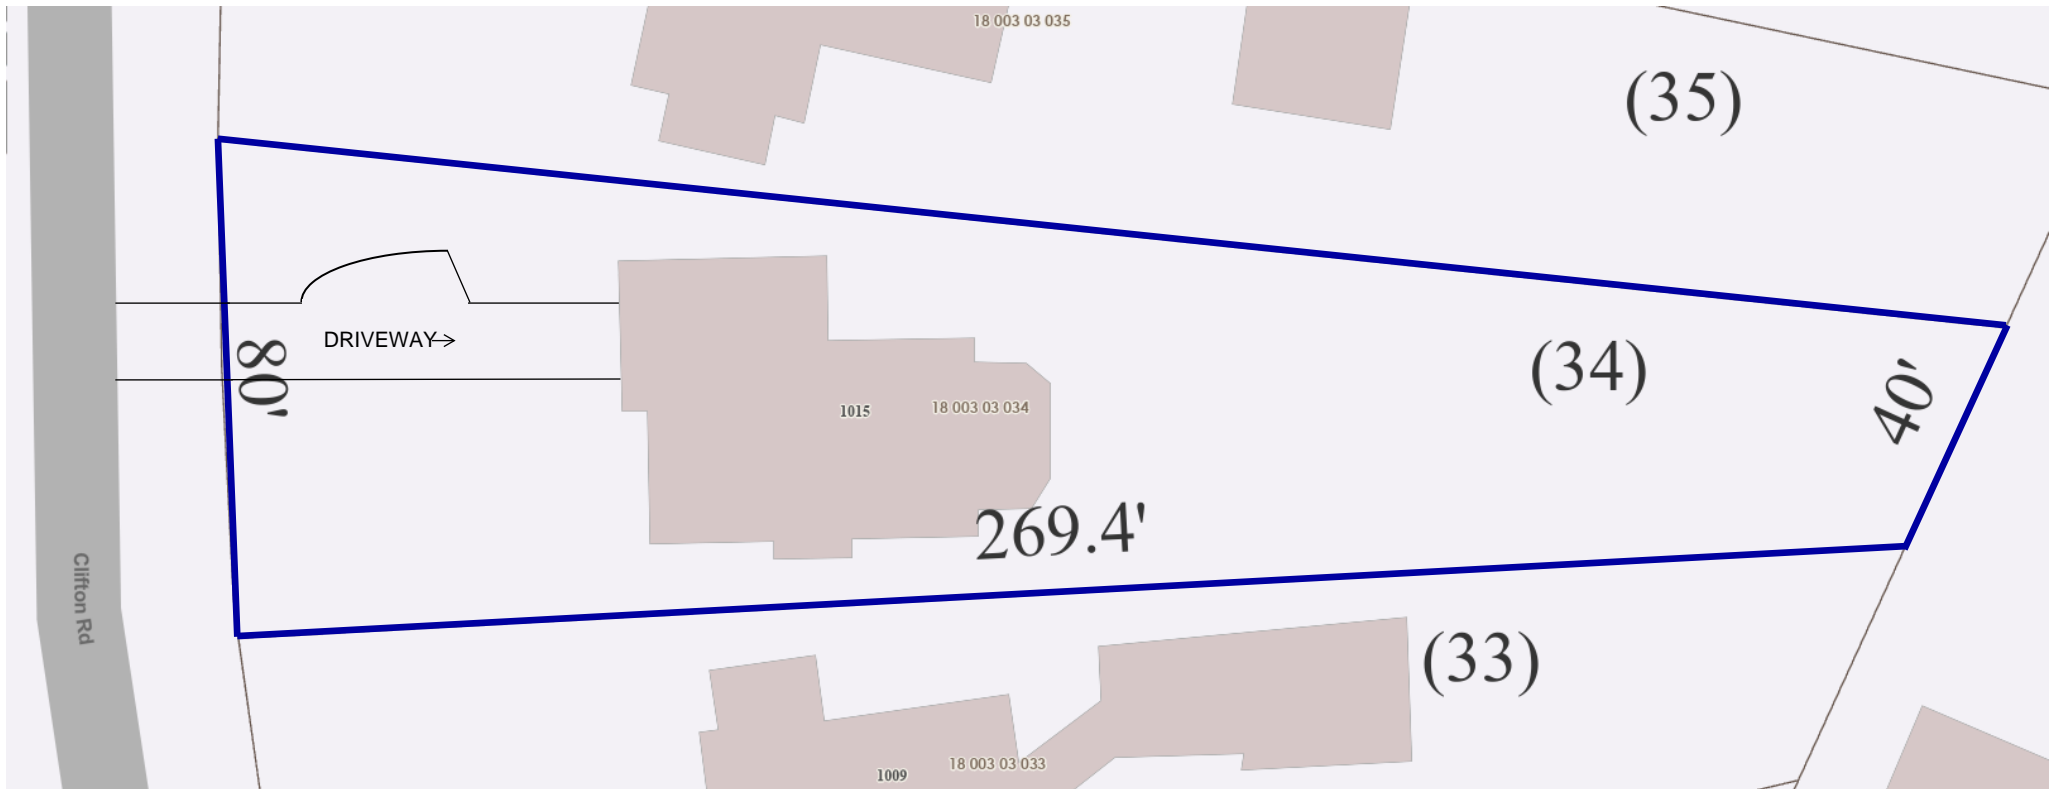 18 003 03 035
(35)
80'
DRIVEWAY→
(34)
40'
1015
18 003 03 034
269.4'
Clifton Rd
(33)
18 003 03 033
1009